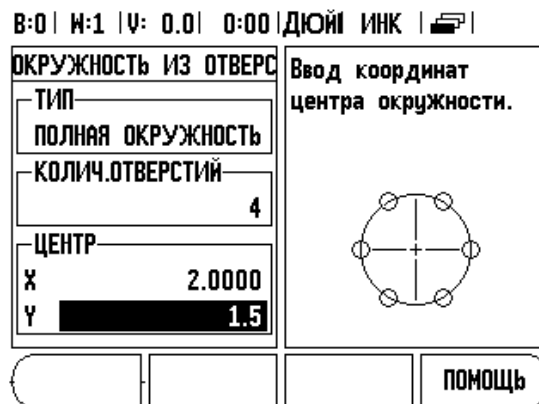 B:0 | W:1 | V: 0.0 | 0:00 | ДЮЙМ ИНК |
ОКРУЖНОСТЬ ИЗ ОТВЕРС
ТИП
ПОЛНАЯ ОКРУЖНОСТЬ
КОЛИЧ.ОТВЕРСТИЙ
4
ЦЕНТР
X 2.0000
Y 1.5
Ввод координат
центра окружности.
ПОМОЩЬ